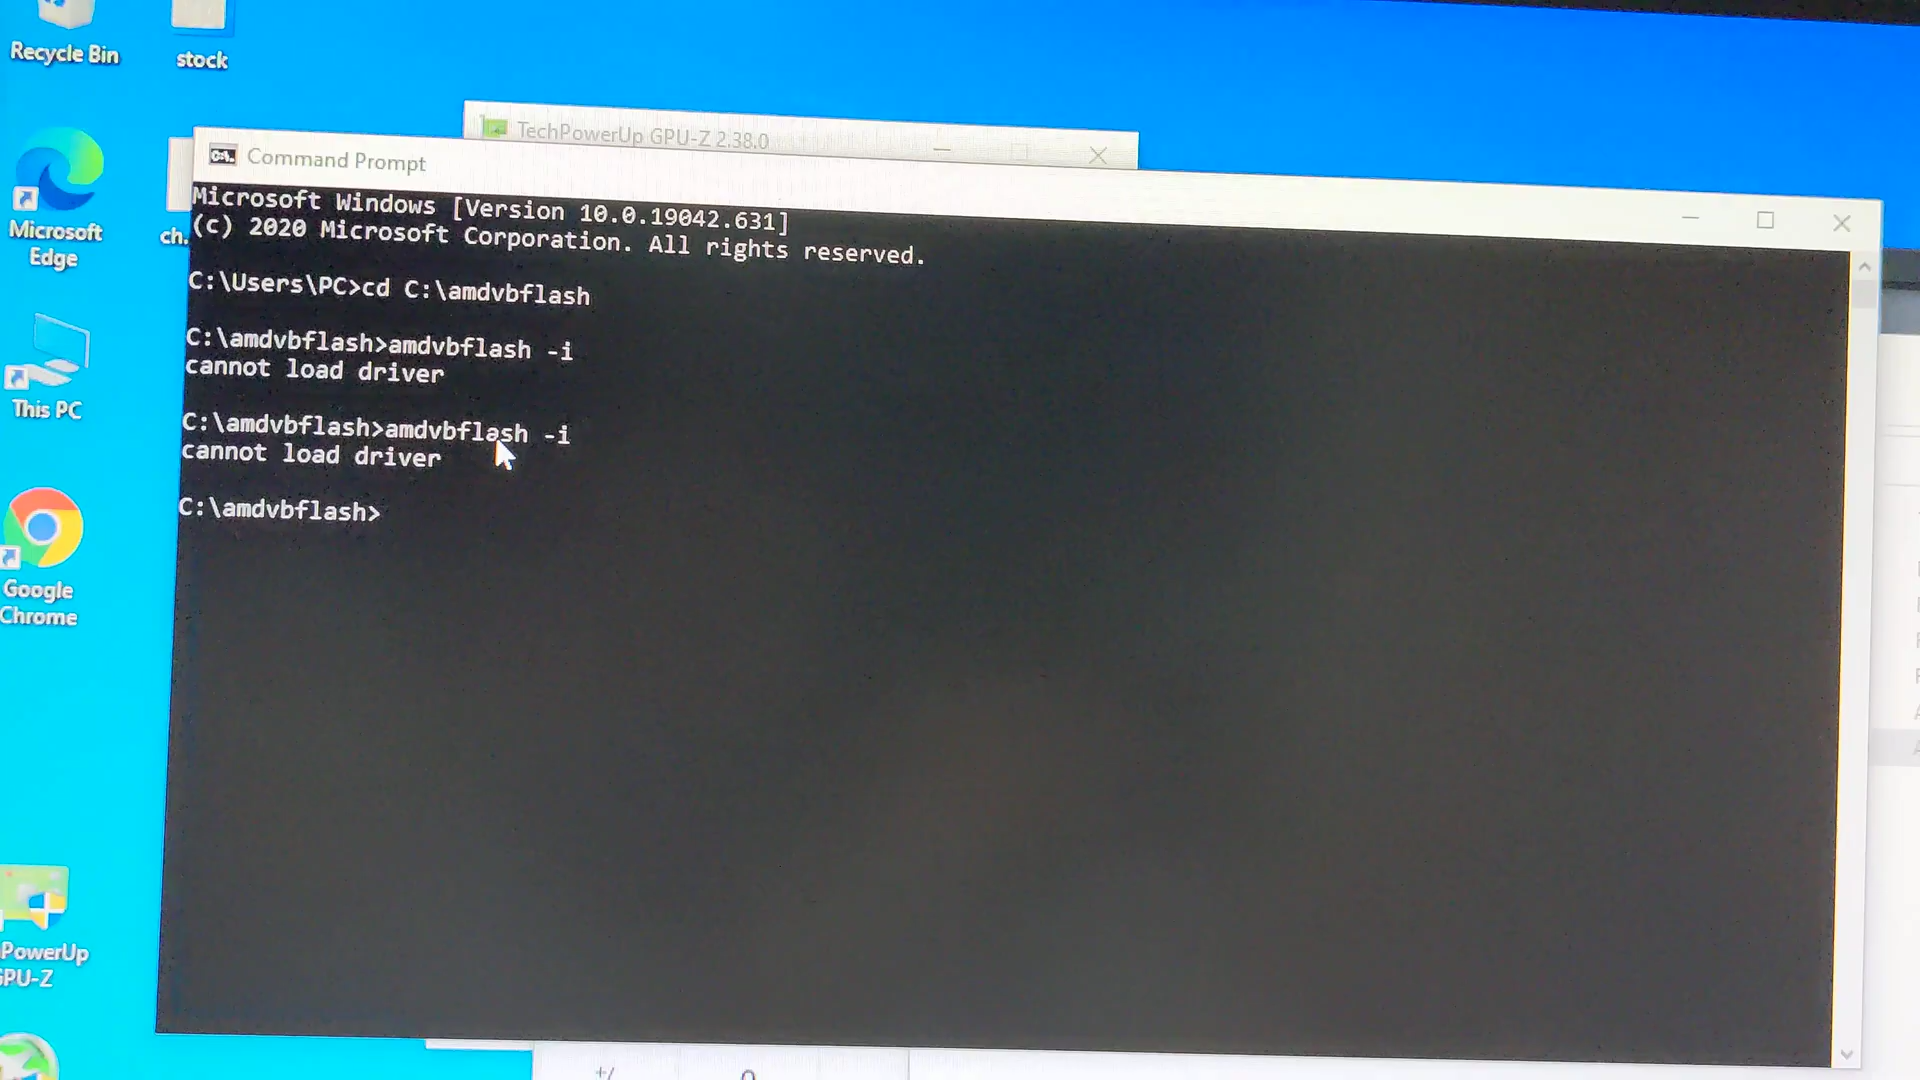 Recycle Bin
stock
TechPowerUp GPU-Z 2.38.0
Command Prompt
Microsoft Windows [Version 10.0.19042.631]
(c) 2020 Microsoft Corporation. All rights reserved.
C:\Users\PC>cd C:\amdvbflash
C:\amdvbflash>amdvbflash -i
cannot load driver
C:\amdvbflash>amdvbflash -i
cannot load driver
C:\amdvbflash>
Microsoft
Edge
ch.
This PC
Google
Chrome
PowerUp
GPU-Z